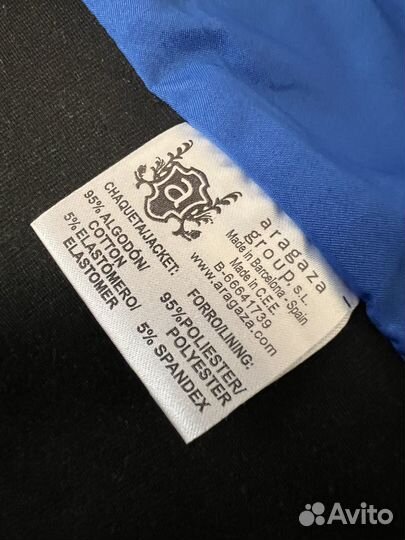 a
aragaza
group, S.L
Made in Barcelona - Spain
Made in C.E.E.
B-66641739
www.aragaza.com
CHAQUETA/JACKET:
95% ALGODÓN/
COTTON
5% ELASTÓMERO/
ELASTOMER
FORRO/LINING:
95%POLIESTER/
POLYESTER
5% SPANDEX
Avito